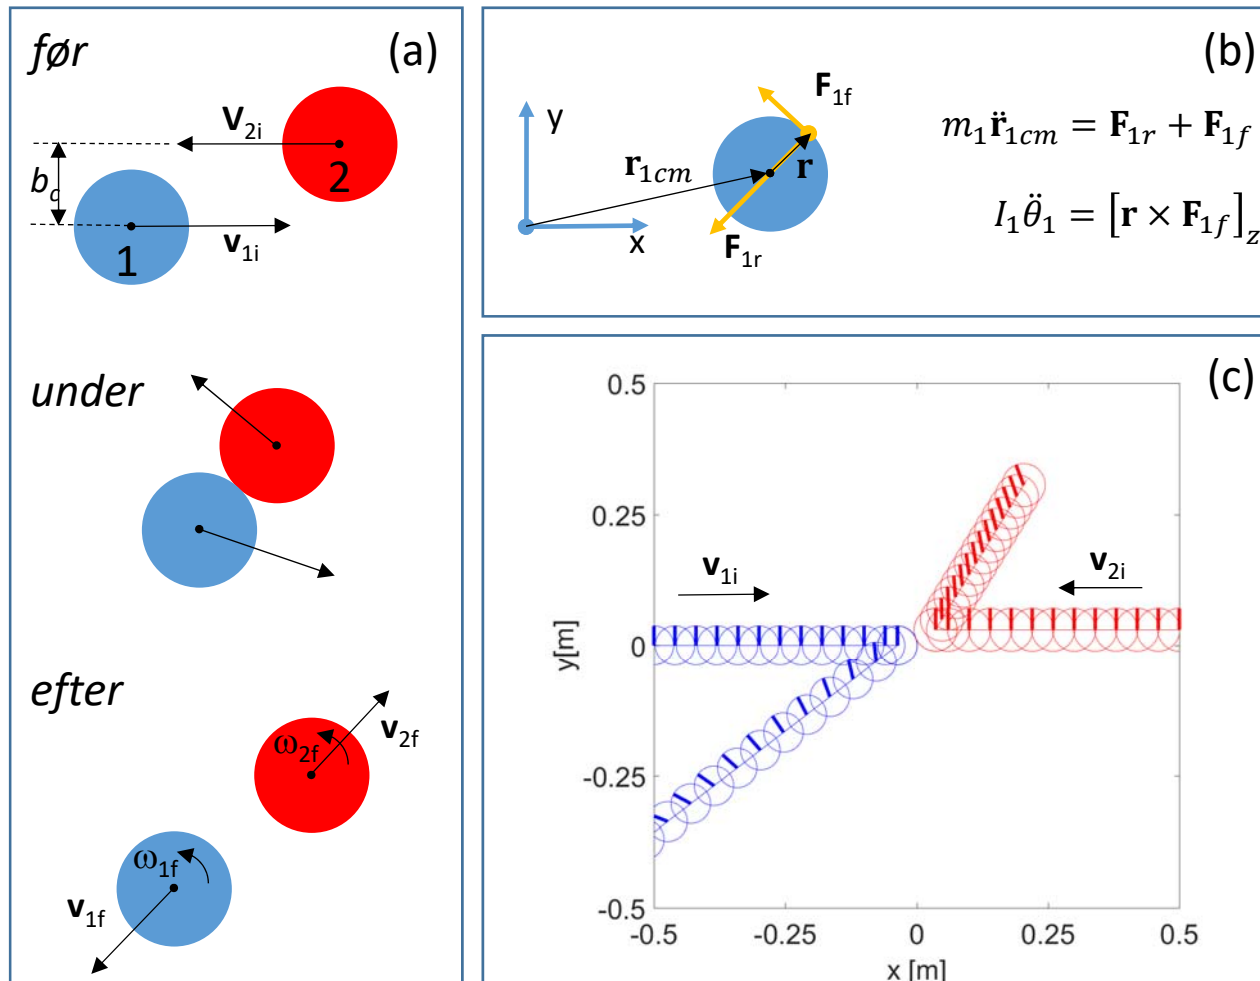 før
(a)
V2i
bc
2
1
v1i
under
efter
v2f
ω2f
ω1f
v1f
(b)
F1f
y
r1cm
r
x
F1r
m₁r̈₁cm = F₁r + F₁f
I₁θ̈₁ = [r × F₁f]z
(c)
0.5
0.25
0
-0.25
-0.5
y[m]
v1i
v2i
-0.5 -0.25 0 0.25 0.5
x [m]